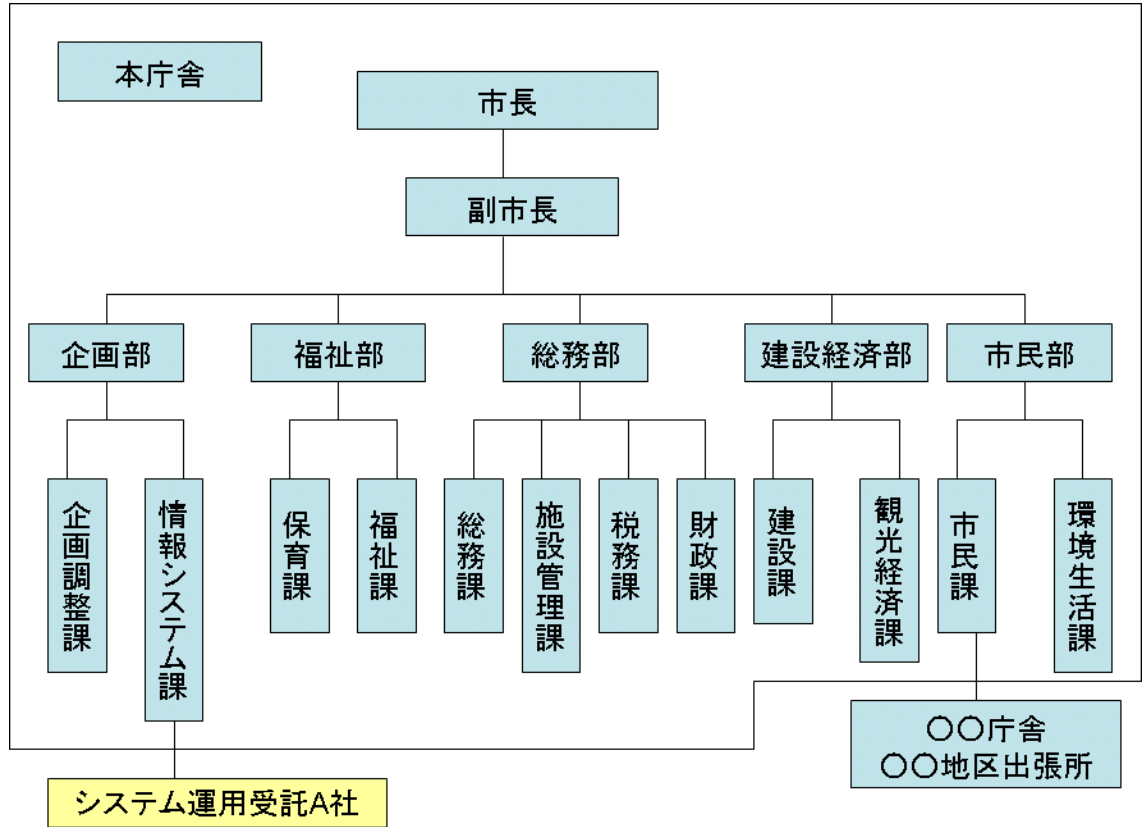 本庁舎
市長
副市長
企画部
福祉部
総務部
建設経済部
市民部
企画調整課
情報システム課
保育課
福祉課
総務課
施設管理課
税務課
財政課
建設課
観光経済課
市民課
環境生活課
○○庁舎
○○地区出張所
システム運用受託A社